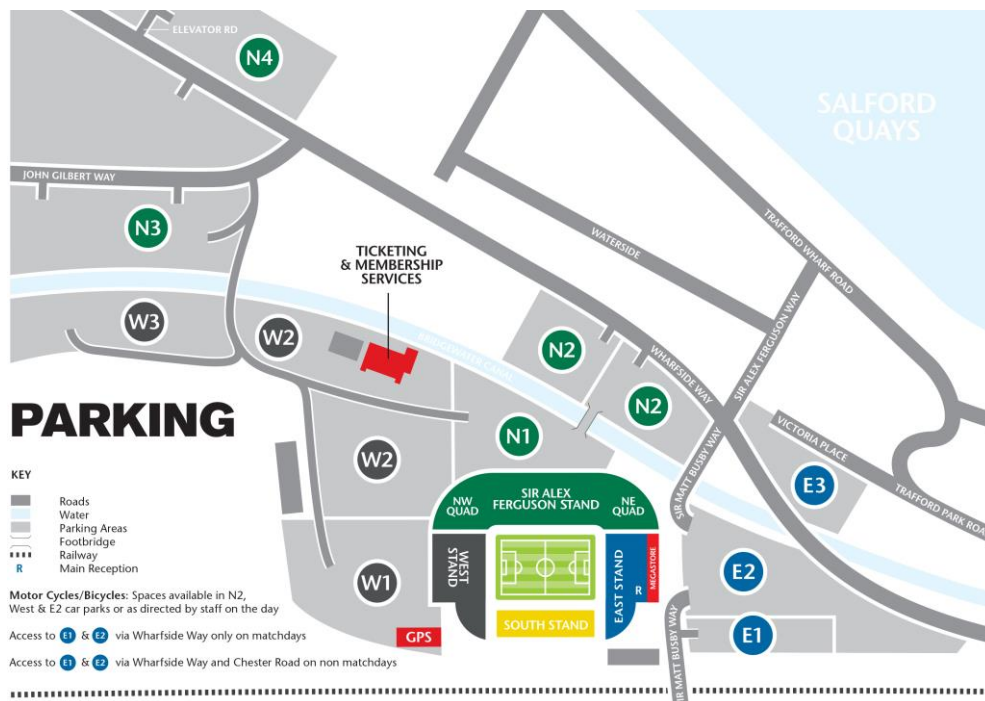 ELEVATOR RD
N4
SALFORD
QUAYS
JOHN GILBERT WAY
N3
TICKETING
& MEMBERSHIP
SERVICES
WATERSIDE
TRAFFORD WHARF ROAD
W3
W2
BRIDGEWATER CANAL
N2
WHARFSIDE WAY
SIR ALEX FERGUSON WAY
N2
PARKING
N1
SIR MATT BUSBY WAY
VICTORIA PLACE
W2
E3
TRAFFORD PARK ROAD
KEY
Roads
Water
Parking Areas
Footbridge
Railway
R Main Reception
NW
QUAD
SIR ALEX
FERGUSON STAND
NE
QUAD
WEST
STAND
EAST STAND
R
MEGASTORE
SOUTH STAND
W1
GPS
E2
E1
SIR MATT BUSBY WAY
Motor Cycles/Bicycles: Spaces available in N2,
West & E2 car parks or as directed by staff on the day
Access to E1 & E2 via Wharfside Way only on matchdays
Access to E1 & E2 via Wharfside Way and Chester Road on non matchdays